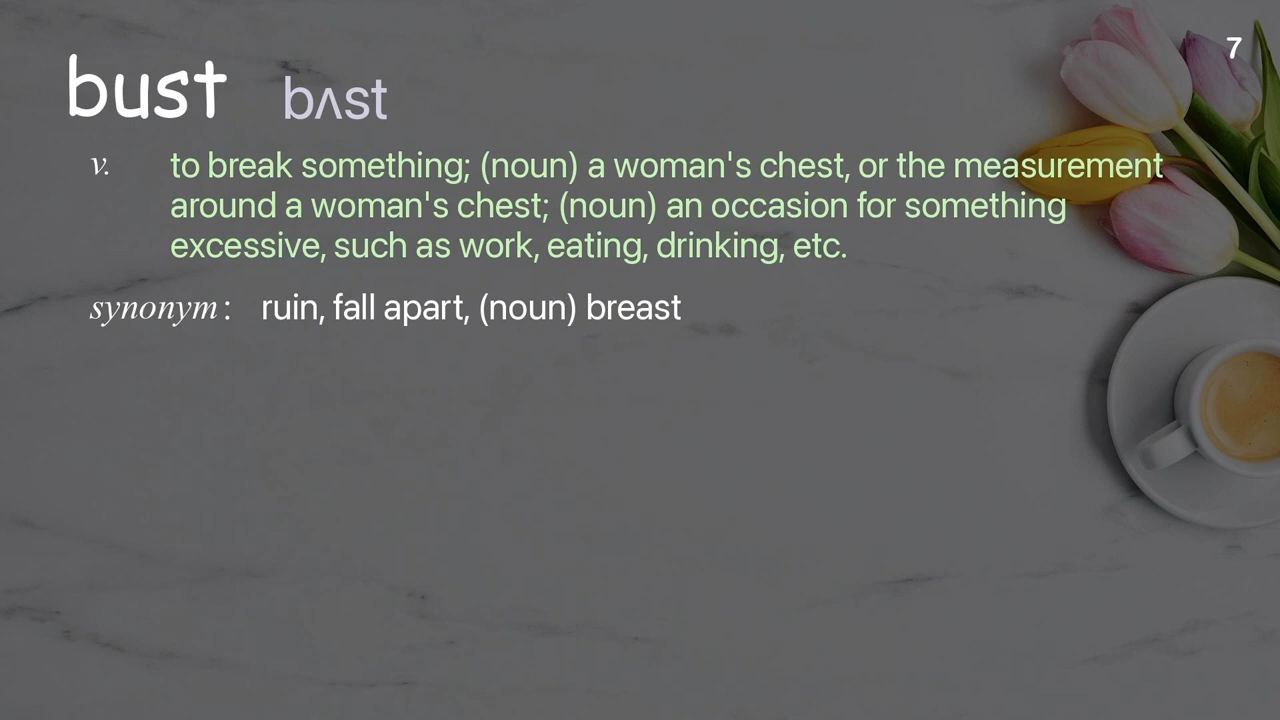 7
bust bʌst
v. to break something; (noun) a woman's chest, or the measurement
around a woman's chest; (noun) an occasion for something
excessive, such as work, eating, drinking, etc.
synonym : ruin, fall apart, (noun) breast